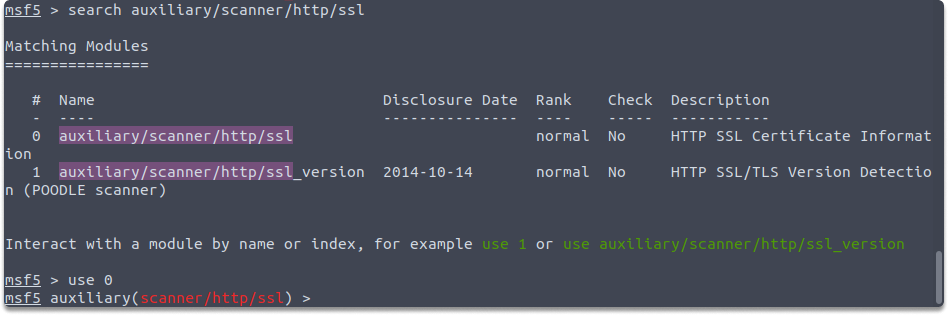 msf5 > search auxiliary/scanner/http/ssl
Matching Modules
================
#  Name                                Disclosure Date  Rank    Check  Description
-  ----                                ---------------  ----    -----  -----------
0  auxiliary/scanner/http/ssl                           normal  No     HTTP SSL Certificate Informat
ion
1  auxiliary/scanner/http/ssl_version  2014-10-14       normal  No     HTTP SSL/TLS Version Detectio
n (POODLE scanner)
Interact with a module by name or index, for example use 1 or use auxiliary/scanner/http/ssl_version
msf5 > use 0
msf5 auxiliary(scanner/http/ssl) >